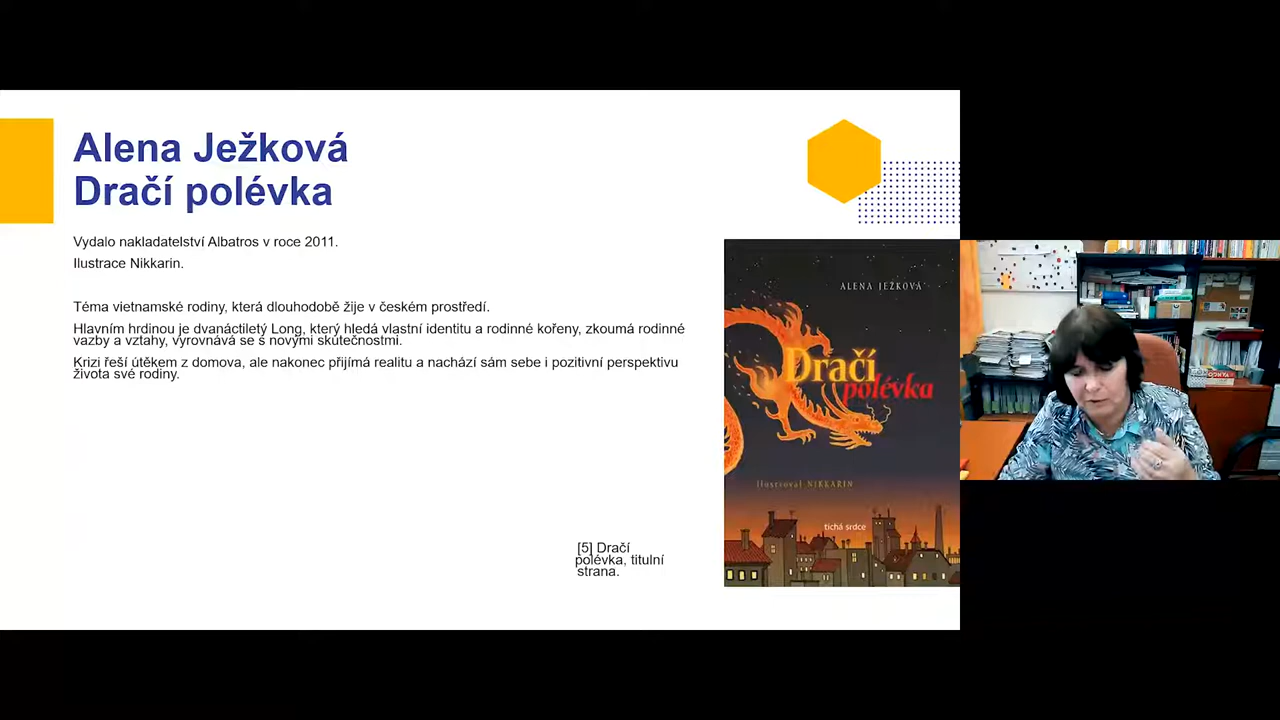 Alena Ježková
Dračí polévka
Vydalo nakladatelství Albatros v roce 2011.
Ilustrace Nikkarin.
Téma vietnamské rodiny, která dlouhodobě žije v českém prostředí.
Hlavním hrdinou je dvanáctiletý Long, který hledá vlastní identitu a rodinné kořeny, zkoumá rodinné
vazby a vztahy, vyrovnává se s novými skutečnostmi.
Krizi řeší útěkem z domova, ale nakonec přijímá realitu a nachází sám sebe i pozitivní perspektivu
života své rodiny.
[5] Dračí
polévka, titulní
strana.
ALENA JEŽKOVÁ
Dračí
polévka
ilustroval NIKKARIN
tichá srdce